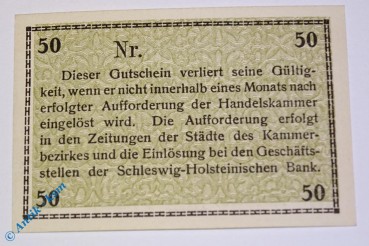 50 Nr. 50
Dieser Gutschein verliert seine Gültig-
keit, wenn er nicht innerhalb eines Monats nach
erfolgter Aufforderung der Handelskammer
eingelöst wird. Die Aufforderung erfolgt
in den Zeitungen der Städte des Kammer-
bezirkes und die Einlösung bei den Geschäfts-
stellen der Schleswig-Holsteinischen Bank.
50 50